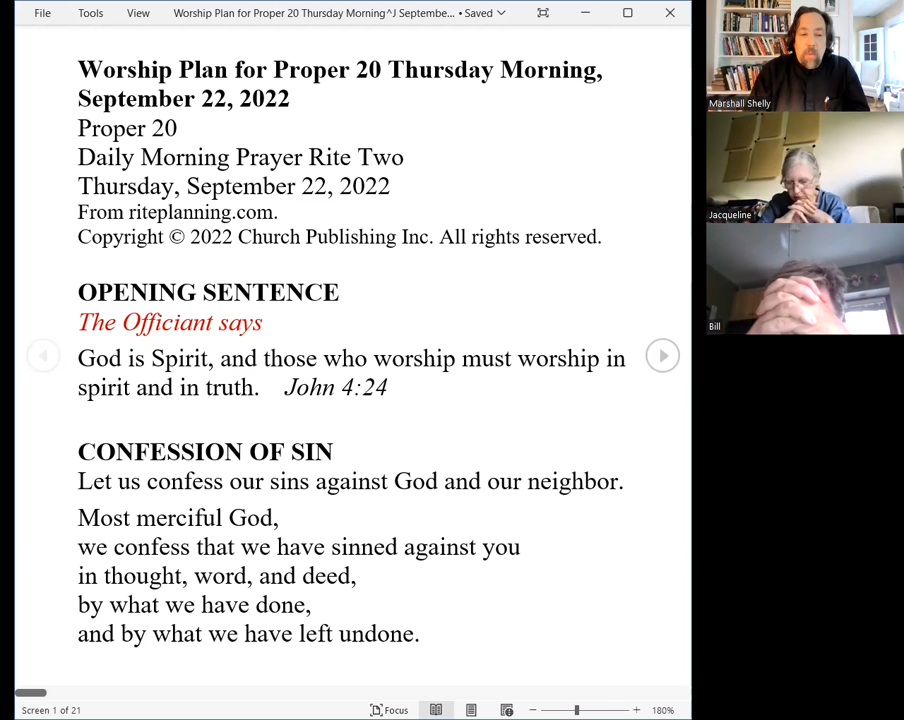 File Tools View Worship Plan for Proper 20 Thursday Morning^J Septembe... • Saved
Worship Plan for Proper 20 Thursday Morning,
September 22, 2022
Proper 20
Daily Morning Prayer Rite Two
Thursday, September 22, 2022
From riteplanning.com.
Copyright © 2022 Church Publishing Inc. All rights reserved.
OPENING SENTENCE
The Officiant says
God is Spirit, and those who worship must worship in
spirit and in truth. John 4:24
CONFESSION OF SIN
Let us confess our sins against God and our neighbor.
Most merciful God,
we confess that we have sinned against you
in thought, word, and deed,
by what we have done,
and by what we have left undone.
Screen 1 of 21 Focus 180%
Marshall Shelly
Jacqueline
Bill